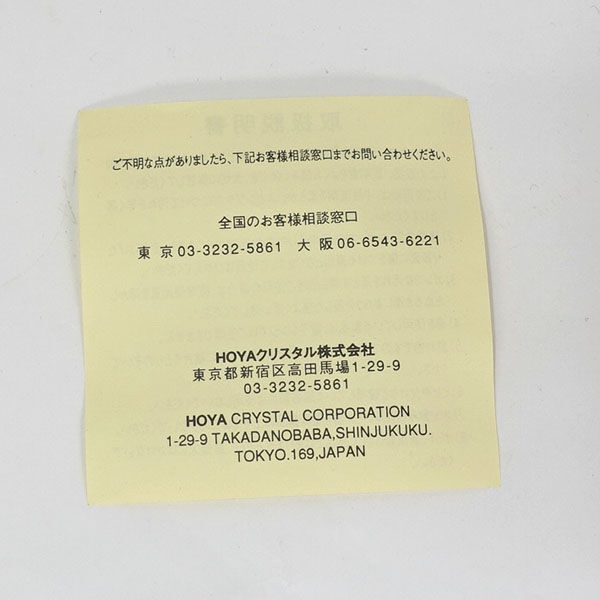 ご不明な点がありましたら、下記お客様相談窓口までお問い合わせください。
全国のお客様相談窓口
東 京 03-3232-5861 大 阪 06-6543-6221
HOYAクリスタル株式会社
東京都新宿区高田馬場1-29-9
03-3232-5861
HOYA CRYSTAL CORPORATION
1-29-9 TAKADANOBABA,SHINJUKUKU.
TOKYO.169,JAPAN